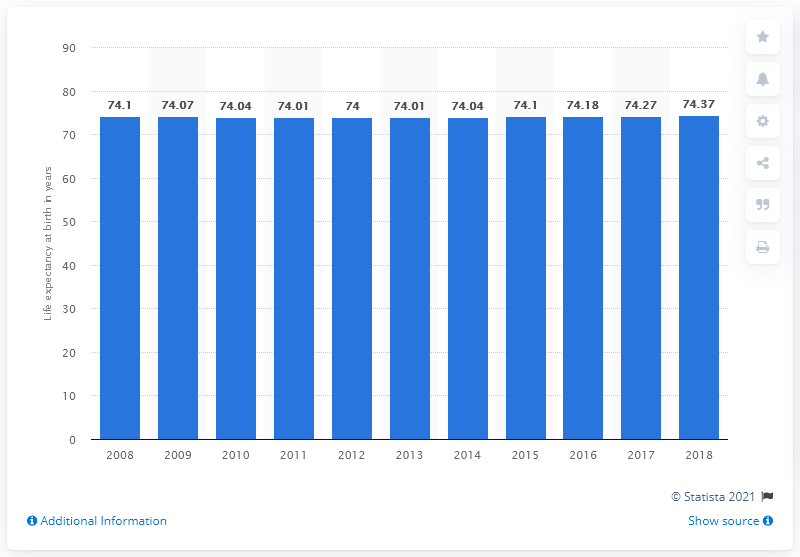 90
80
70
60
50
40
30
20
10
0
Life expectancy at birth in years
74.1 74.07 74.04 74.01 74 74.01 74.04 74.1 74.18 74.27 74.37
2008 2009 2010 2011 2012 2013 2014 2015 2016 2017 2018
© Statista 2021
Additional Information
Show source